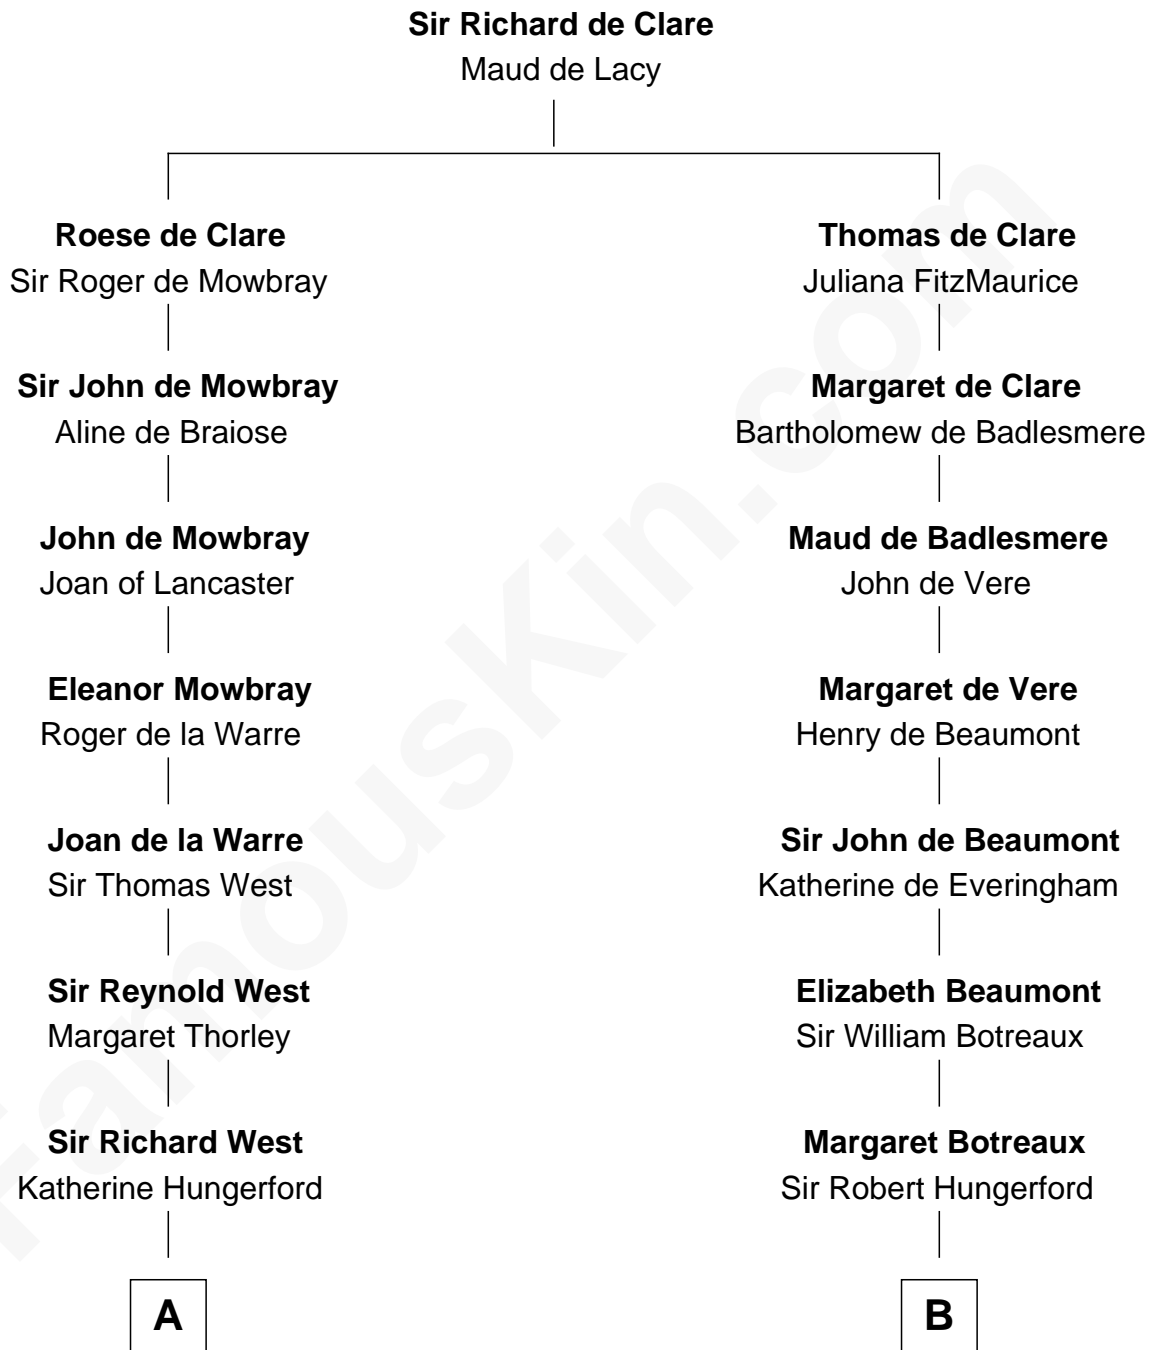 Sir Richard de Clare
Maud de Lacy
Roese de Clare
Sir Roger de Mowbray
Thomas de Clare
Juliana FitzMaurice
Sir John de Mowbray
Aline de Braiose
Margaret de Clare
Bartholomew de Badlesmere
John de Mowbray
Joan of Lancaster
Maud de Badlesmere
John de Vere
Eleanor Mowbray
Roger de la Warre
Margaret de Vere
Henry de Beaumont
Joan de la Warre
Sir Thomas West
Sir John de Beaumont
Katherine de Everingham
Sir Reynold West
Margaret Thorley
Elizabeth Beaumont
Sir William Botreaux
Sir Richard West
Katherine Hungerford
Margaret Botreaux
Sir Robert Hungerford
A
B
FamousKin.com